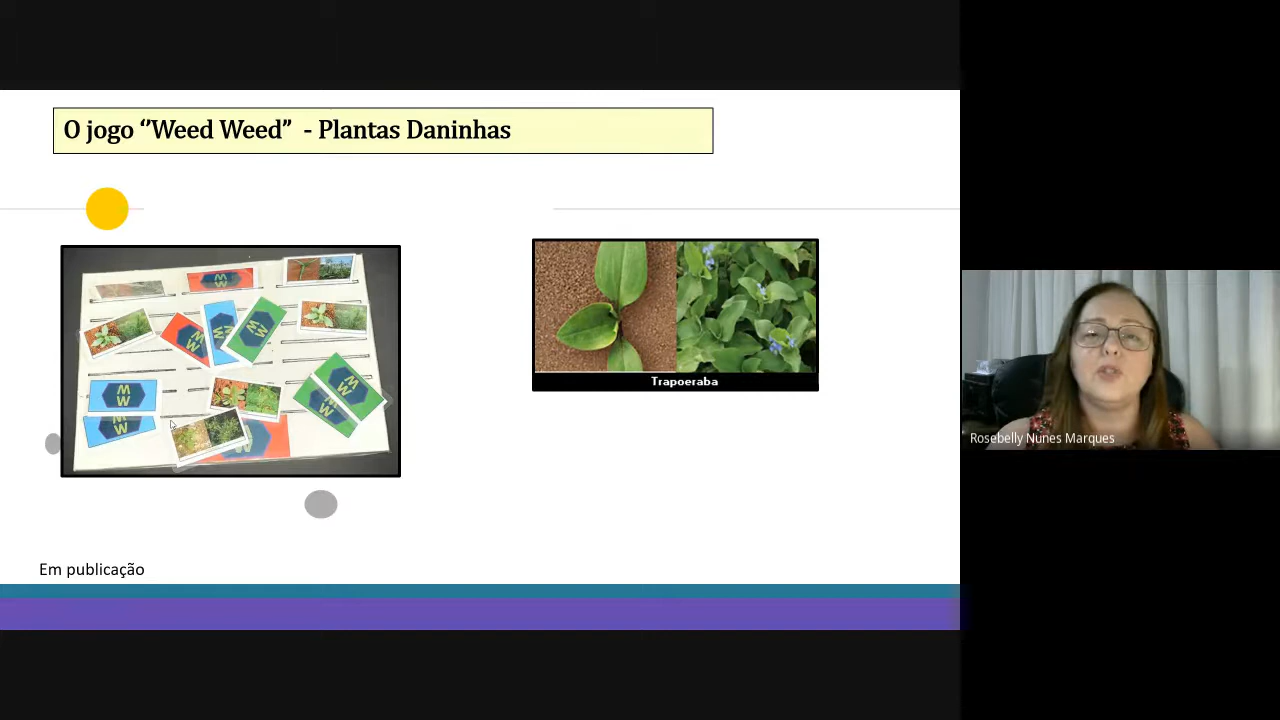 O jogo “Weed Weed” - Plantas Daninhas
Trapoeraba
Em publicação
Rosebelly Nunes Marques